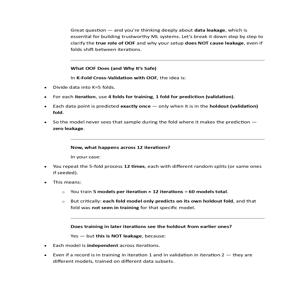 Great question — and you're thinking deeply about data leakage, which is
essential for building trustworthy ML systems. Let's break it down step by step to
clarify the true role of OOF and why your setup does NOT cause leakage, even if
folds shift between iterations.
What OOF Does (and Why It's Safe)
In K-Fold Cross-Validation with OOF, the idea is:
• Divide data into K=5 folds.
• For each iteration, use 4 folds for training, 1 fold for prediction (validation).
• Each data point is predicted exactly once — only when it is in the holdout (validation)
fold.
• So the model never sees that sample during the fold where it makes the prediction —
zero leakage.
Now, what happens across 12 iterations?
In your case:
• You repeat the 5-fold process 12 times, each with different random splits (or same ones
if seeded).
• This means:
o You train 5 models per iteration × 12 iterations = 60 models total.
o But critically: each fold model only predicts on its own holdout fold, and that
fold was not seen in training for that specific model.
Does training in later iterations see the holdout from earlier ones?
Yes — but this is NOT leakage, because:
• Each model is independent across iterations.
• Even if a record is in training in iteration 1 and in validation in iteration 2 — they are
different models, trained on different data subsets.